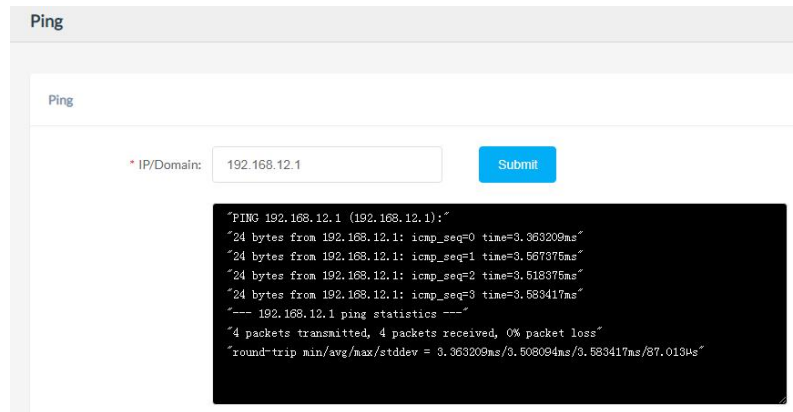 Ping
Ping
* IP/Domain: 192.168.12.1 Submit
"PING 192.168.12.1 (192.168.12.1):"
"24 bytes from 192.168.12.1: icmp_seq=0 time=3.363209ms"
"24 bytes from 192.168.12.1: icmp_seq=1 time=3.567375ms"
"24 bytes from 192.168.12.1: icmp_seq=2 time=3.518375ms"
"24 bytes from 192.168.12.1: icmp_seq=3 time=3.583417ms"
"--- 192.168.12.1 ping statistics ---"
"4 packets transmitted, 4 packets received, 0% packet loss"
"round-trip min/avg/max/stddev = 3.363209ms/3.508094ms/3.583417ms/87.013µs"